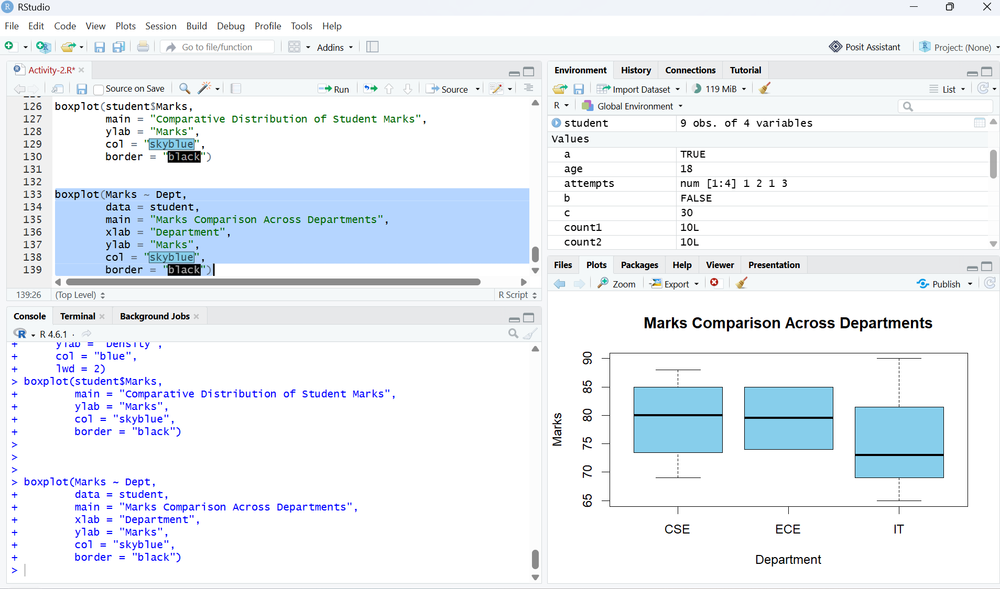 RStudio
File Edit Code View Plots Session Build Debug Profile Tools Help
Go to file/function Addins Posit Assistant Project: (None)
Activity-2.R*
Source on Save Run Source
126 boxplot(student$Marks,
127 main = "Comparative Distribution of Student Marks",
128 ylab = "Marks",
129 col = "skyblue",
130 border = "black")
131
132
133 boxplot(Marks ~ Dept,
134 data = student,
135 main = "Marks Comparison Across Departments",
136 xlab = "Department",
137 ylab = "Marks",
138 col = "skyblue",
139 border = "black")
139:26 (Top Level) R Script
Console Terminal Background Jobs
R 4.6.1 ·
+ ylab = "Density",
+ col = "blue",
+ lwd = 2)
> boxplot(student$Marks,
+ main = "Comparative Distribution of Student Marks",
+ ylab = "Marks",
+ col = "skyblue",
+ border = "black")
>
>
>
> boxplot(Marks ~ Dept,
+ data = student,
+ main = "Marks Comparison Across Departments",
+ xlab = "Department",
+ ylab = "Marks",
+ col = "skyblue",
+ border = "black")
>
Environment History Connections Tutorial
Import Dataset 119 MiB List
R Global Environment
student 9 obs. of 4 variables
Values
a TRUE
age 18
attempts num [1:4] 1 2 1 3
b FALSE
c 30
count1 10L
count2 10L
Files Plots Packages Help Viewer Presentation
Zoom Export Publish
Marks Comparison Across Departments
90
85
80
75
70
65
Marks
CSE ECE IT
Department